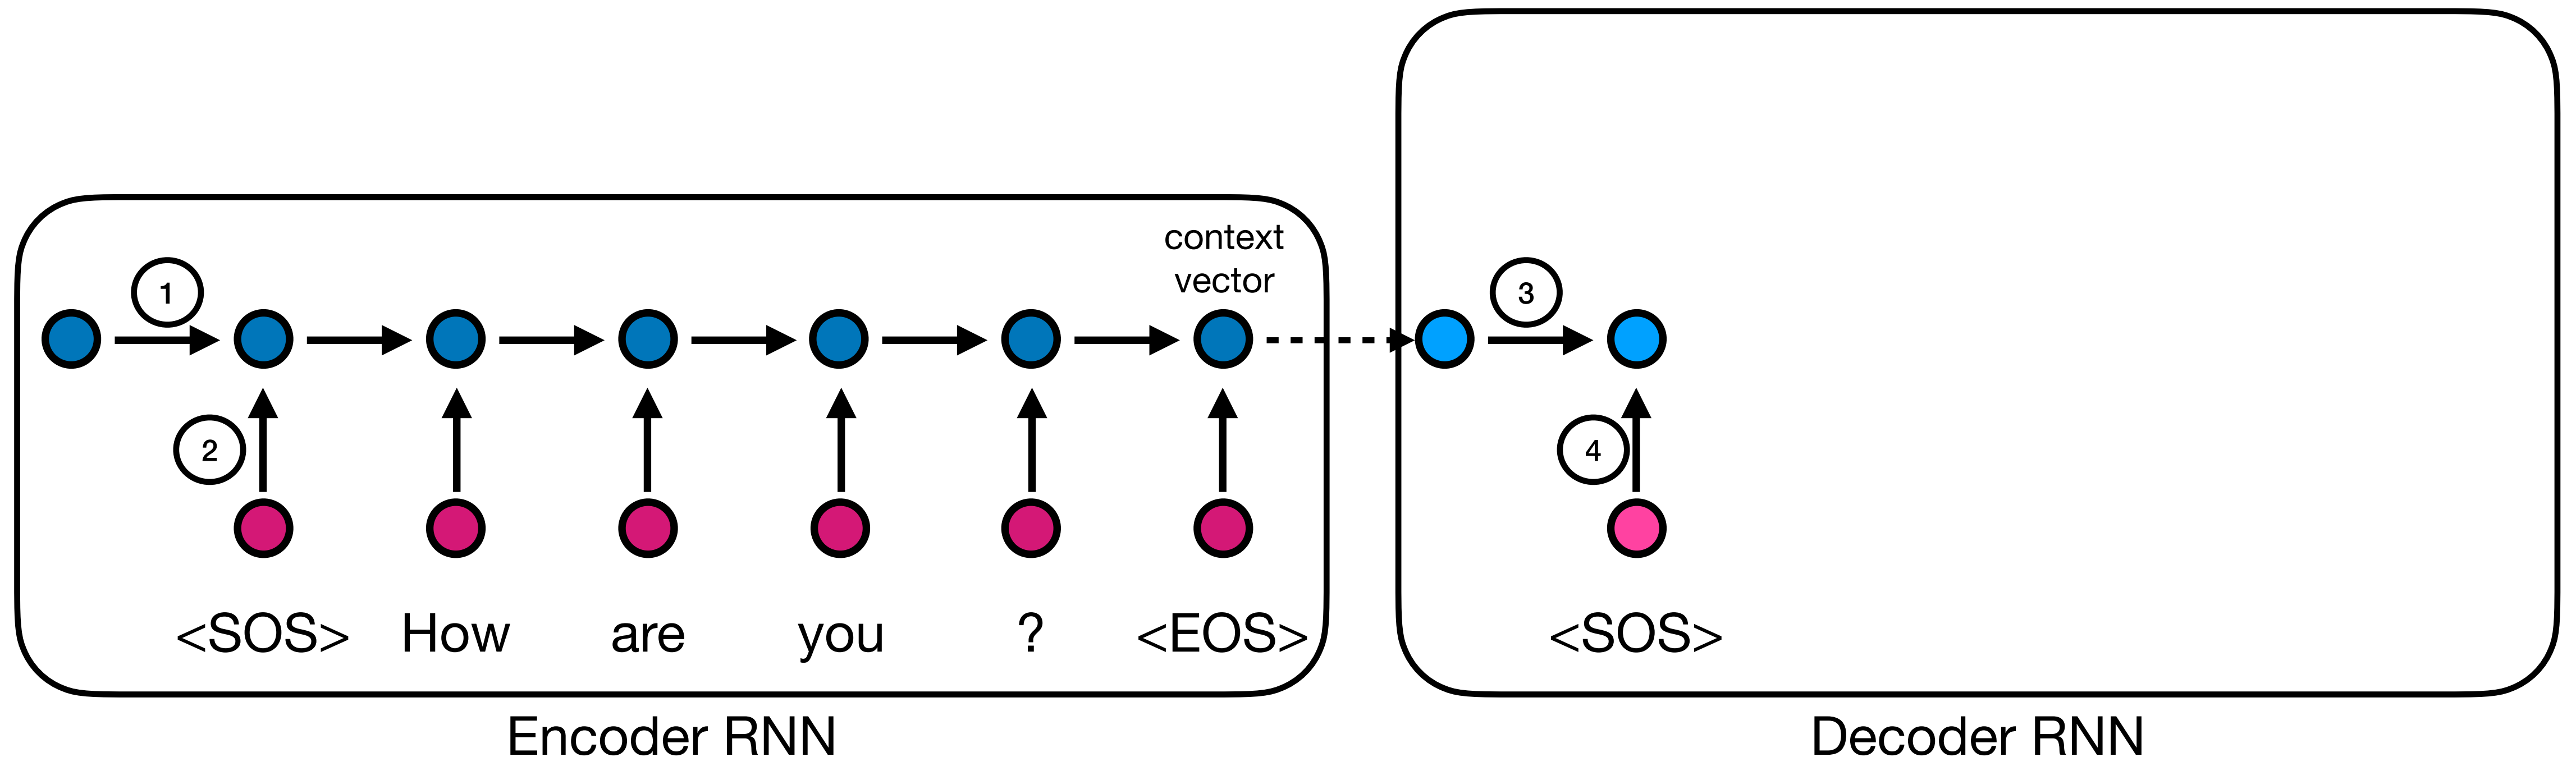 context
vector
1
3
2
4
<SOS> How are you ? <EOS>
<SOS>
Encoder RNN
Decoder RNN